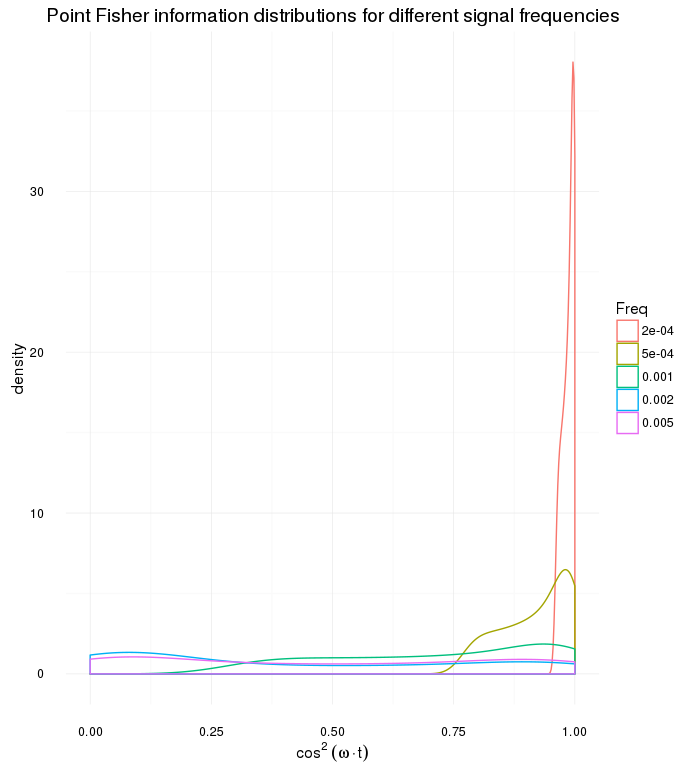 Point Fisher information distributions for different signal frequencies
30
20
10
0
density
0.00 0.25 0.50 0.75 1.00
cos² (ω·t)
Freq
2e-04
5e-04
0.001
0.002
0.005